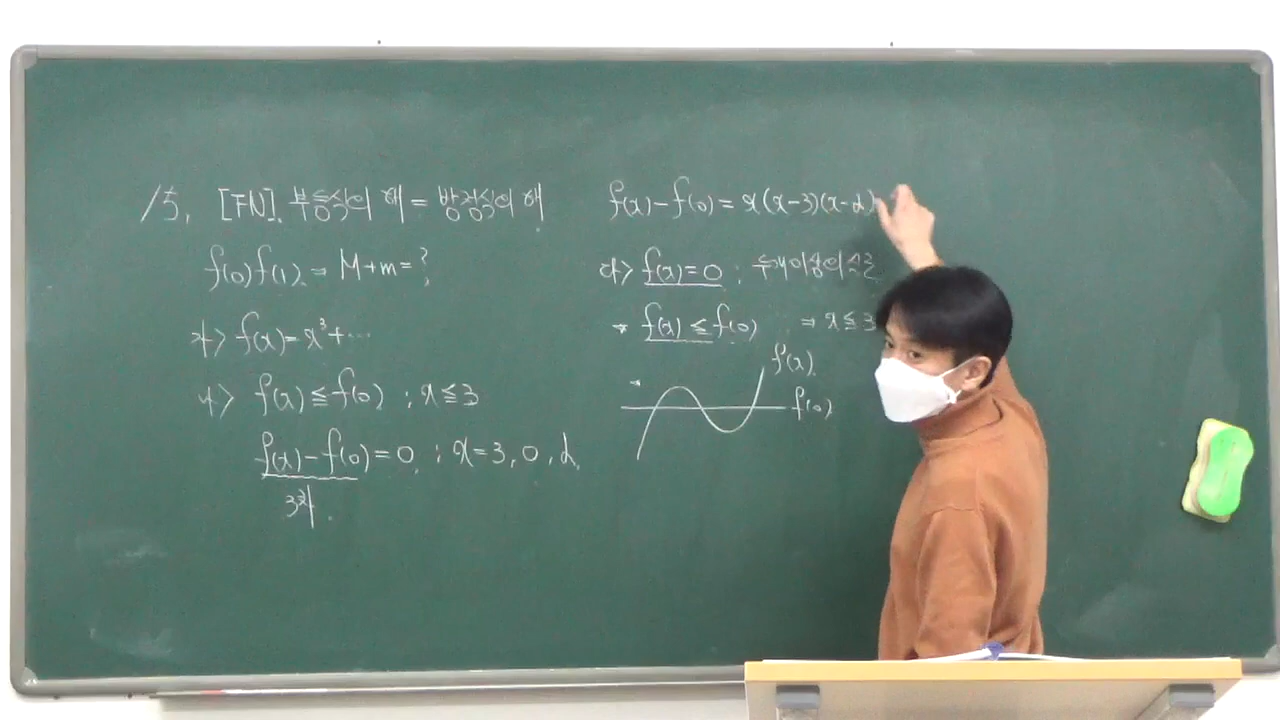 15. [FN]. 부등식의 해 = 방정식의 해.
f(0)f(1) ⇒ M+m=?
가> f(x)=x³+⋯
나> f(x)≦f(0) ; x≦3
f(x)-f(0)=0 ; x=3, 0, α
3차
f(x)-f(0)=x(x-3)(x-α)
다> f(x)=0 ; 두개이상의 실근
f(x)≦f(0) ⇒ x≦3
f(x)
f(0)